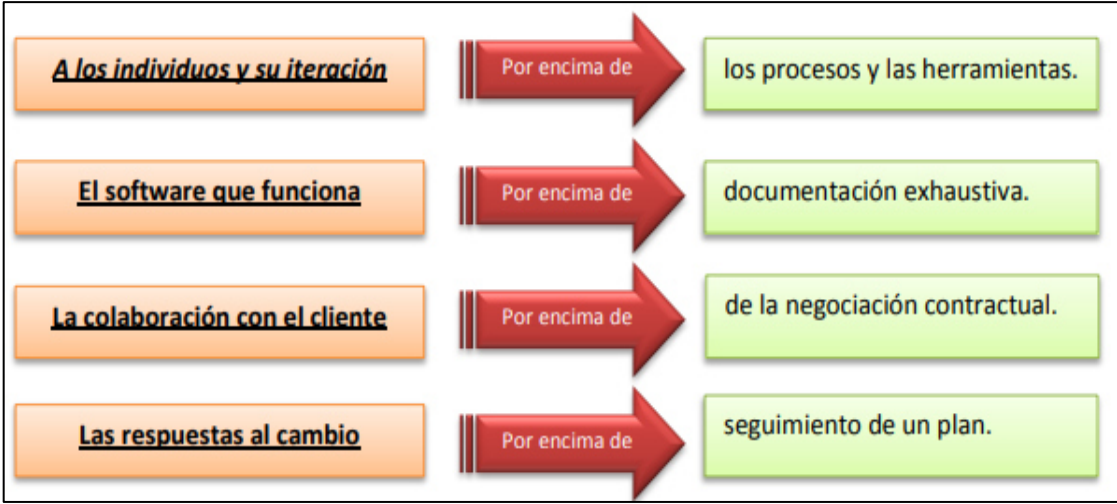 A los individuos y su iteración
Por encima de
los procesos y las herramientas.
El software que funciona
Por encima de
documentación exhaustiva.
La colaboración con el cliente
Por encima de
de la negociación contractual.
Las respuestas al cambio
Por encima de
seguimiento de un plan.